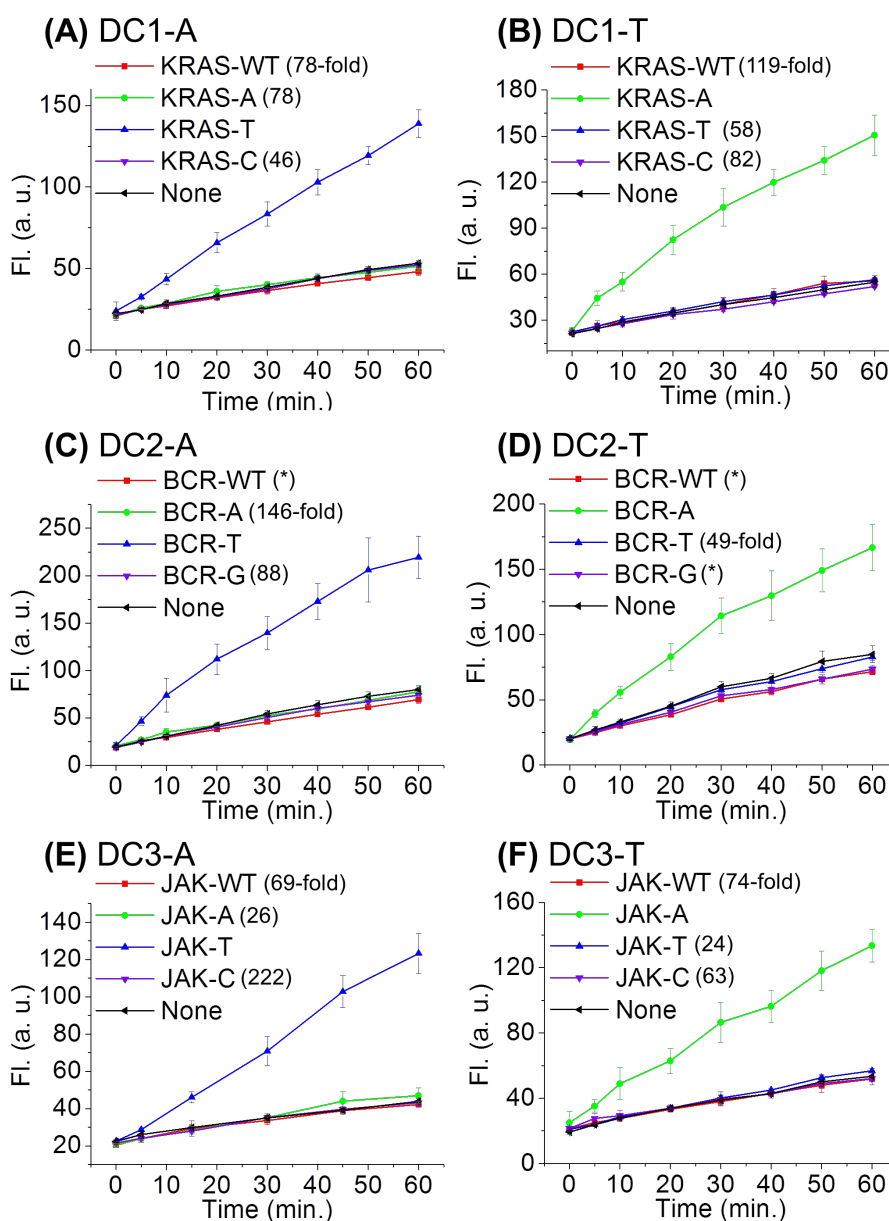 (A) DC1-A
KRAS-WT (78-fold)
KRAS-A (78)
KRAS-T
KRAS-C (46)
None
150
100
50
0
Fl. (a. u.)
0 10 20 30 40 50 60
Time (min.)
(B) DC1-T
KRAS-WT (119-fold)
KRAS-A
KRAS-T (58)
KRAS-C (82)
None
180
150
120
90
60
30
Fl. (a. u.)
0 10 20 30 40 50 60
Time (min.)
(C) DC2-A
BCR-WT (*)
BCR-A (146-fold)
BCR-T
BCR-G (88)
None
250
200
150
100
50
0
Fl. (a. u.)
0 10 20 30 40 50 60
Time (min.)
(D) DC2-T
BCR-WT (*)
BCR-A
BCR-T (49-fold)
BCR-G (*)
None
200
150
100
50
0
Fl. (a. u.)
0 10 20 30 40 50 60
Time (min.)
(E) DC3-A
JAK-WT (69-fold)
JAK-A (26)
JAK-T
JAK-C (222)
None
140
120
100
80
60
40
20
Fl. (a. u.)
0 10 20 30 40 50 60
Time (min.)
(F) DC3-T
JAK-WT (74-fold)
JAK-A
JAK-T (24)
JAK-C (63)
None
160
120
80
40
0
Fl. (a. u.)
0 10 20 30 40 50 60
Time (min.)